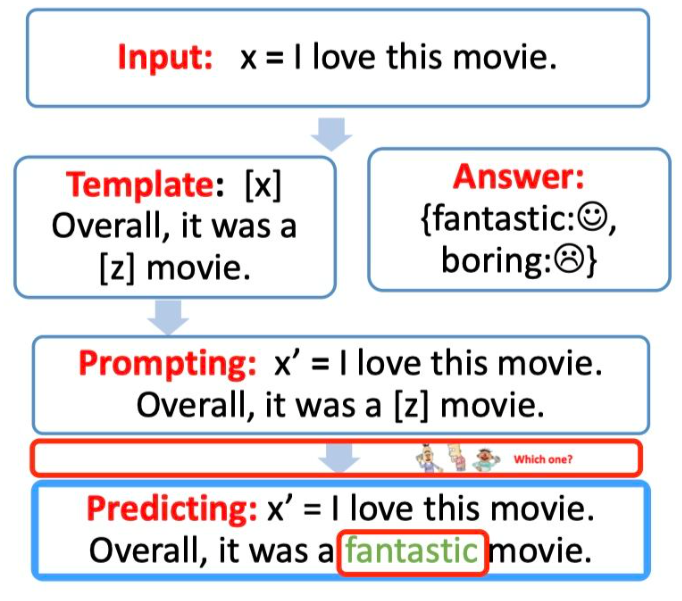 Input: x = I love this movie.
Template: [x]
Overall, it was a
[z] movie.
Answer:
{fantastic:☺,
boring:☹}
Prompting: x′ = I love this movie.
Overall, it was a [z] movie.
Which one?
Predicting: x′ = I love this movie.
Overall, it was a fantastic movie.